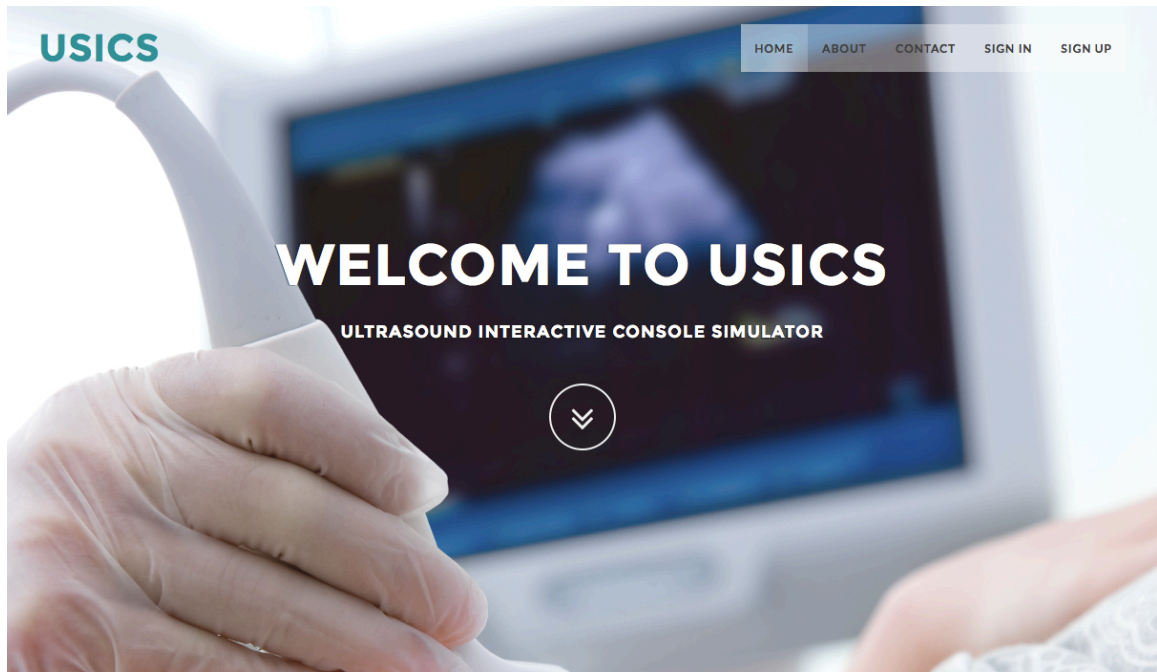 USICS
HOME ABOUT CONTACT SIGN IN SIGN UP
WELCOME TO USICS
ULTRASOUND INTERACTIVE CONSOLE SIMULATOR